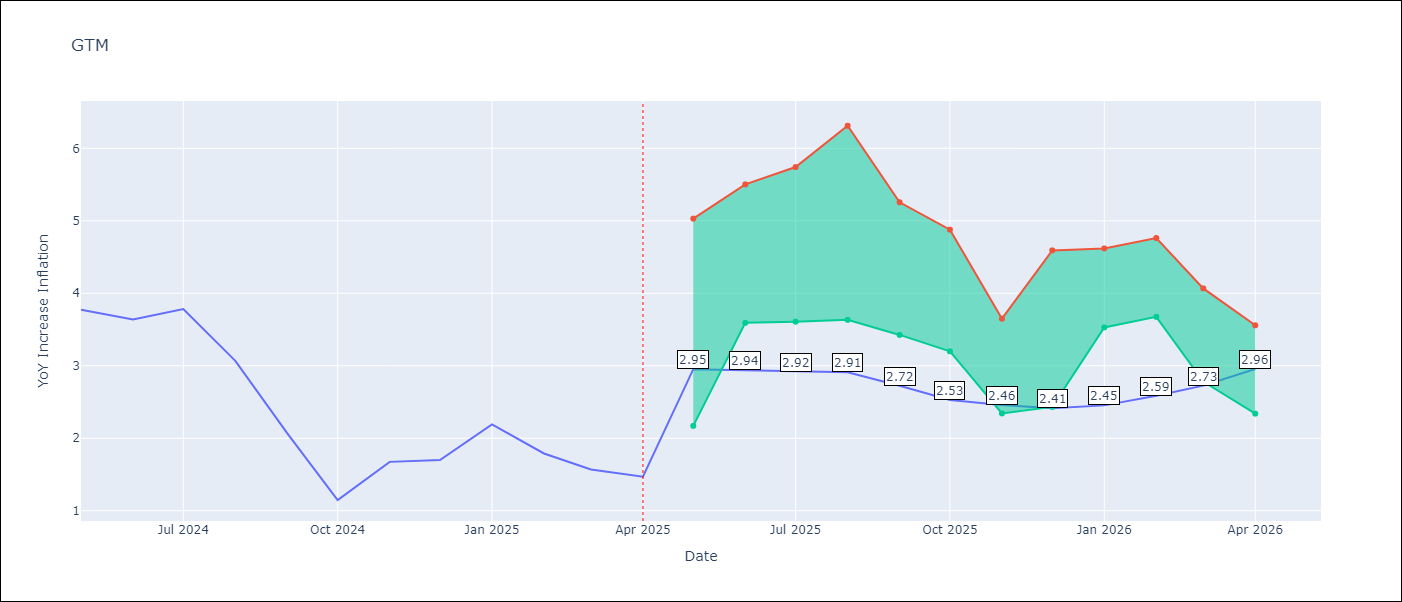 GTM
YoY Increase Inflation
6
5
4
3
2
1
2.95
2.94
2.92
2.91
2.72
2.53
2.46
2.41
2.45
2.59
2.73
2.96
Jul 2024
Oct 2024
Jan 2025
Apr 2025
Jul 2025
Oct 2025
Jan 2026
Apr 2026
Date